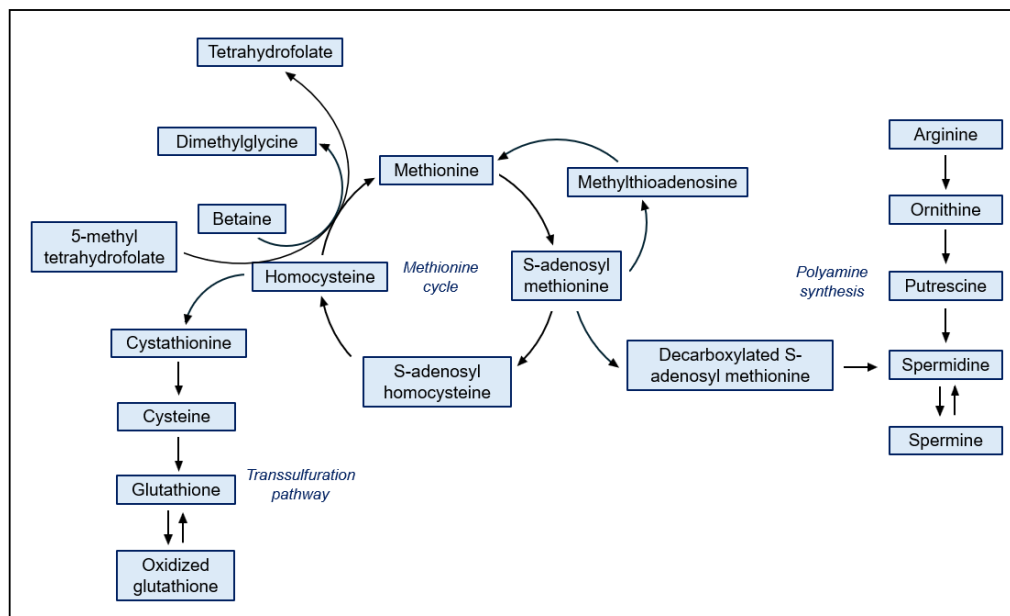 Tetrahydrofolate
Dimethylglycine
Betaine
5-methyl
tetrahydrofolate
Methionine
Methylthioadenosine
Homocysteine
Methionine
cycle
S-adenosyl
methionine
S-adenosyl
homocysteine
Cystathionine
Cysteine
Glutathione
Transsulfuration
pathway
Oxidized
glutathione
Decarboxylated S-
adenosyl methionine
Arginine
Ornithine
Polyamine
synthesis
Putrescine
Spermidine
Spermine